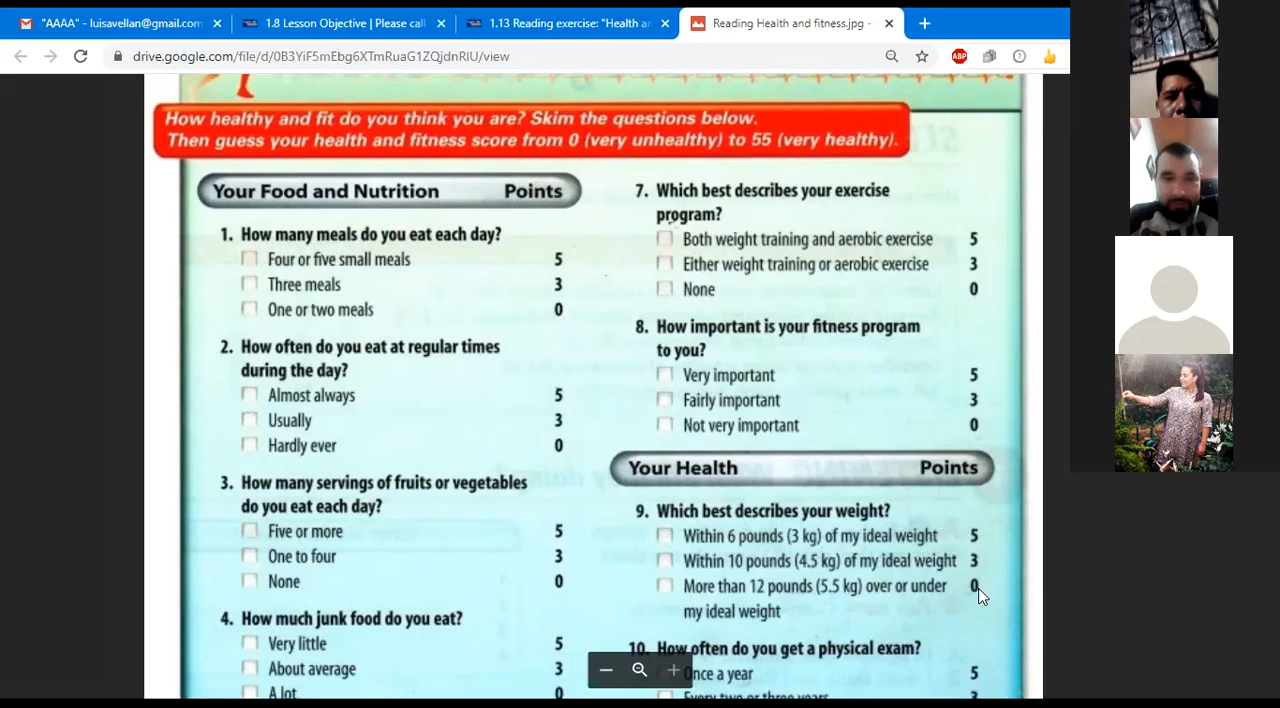 "AAAA" - luisavellan@gmail.com
1.8 Lesson Objective | Please call
1.13 Reading exercise: "Health an
Reading Health and fitness.jpg -
drive.google.com/file/d/0B3YiF5mEbg6XTmRuaG1ZQjdnRlU/view
ABP
How healthy and fit do you think you are? Skim the questions below.
Then guess your health and fitness score from 0 (very unhealthy) to 55 (very healthy).
Your Food and Nutrition Points
1. How many meals do you eat each day?
Four or five small meals 5
Three meals 3
One or two meals 0
2. How often do you eat at regular times
during the day?
Almost always 5
Usually 3
Hardly ever 0
3. How many servings of fruits or vegetables
do you eat each day?
Five or more 5
One to four 3
None 0
4. How much junk food do you eat?
Very little 5
About average 3
A lot 0
7. Which best describes your exercise
program?
Both weight training and aerobic exercise 5
Either weight training or aerobic exercise 3
None 0
8. How important is your fitness program
to you?
Very important 5
Fairly important 3
Not very important 0
Your Health Points
9. Which best describes your weight?
Within 6 pounds (3 kg) of my ideal weight 5
Within 10 pounds (4.5 kg) of my ideal weight 3
More than 12 pounds (5.5 kg) over or under 0
my ideal weight
10. How often do you get a physical exam?
Once a year 5
Every two or three years 3